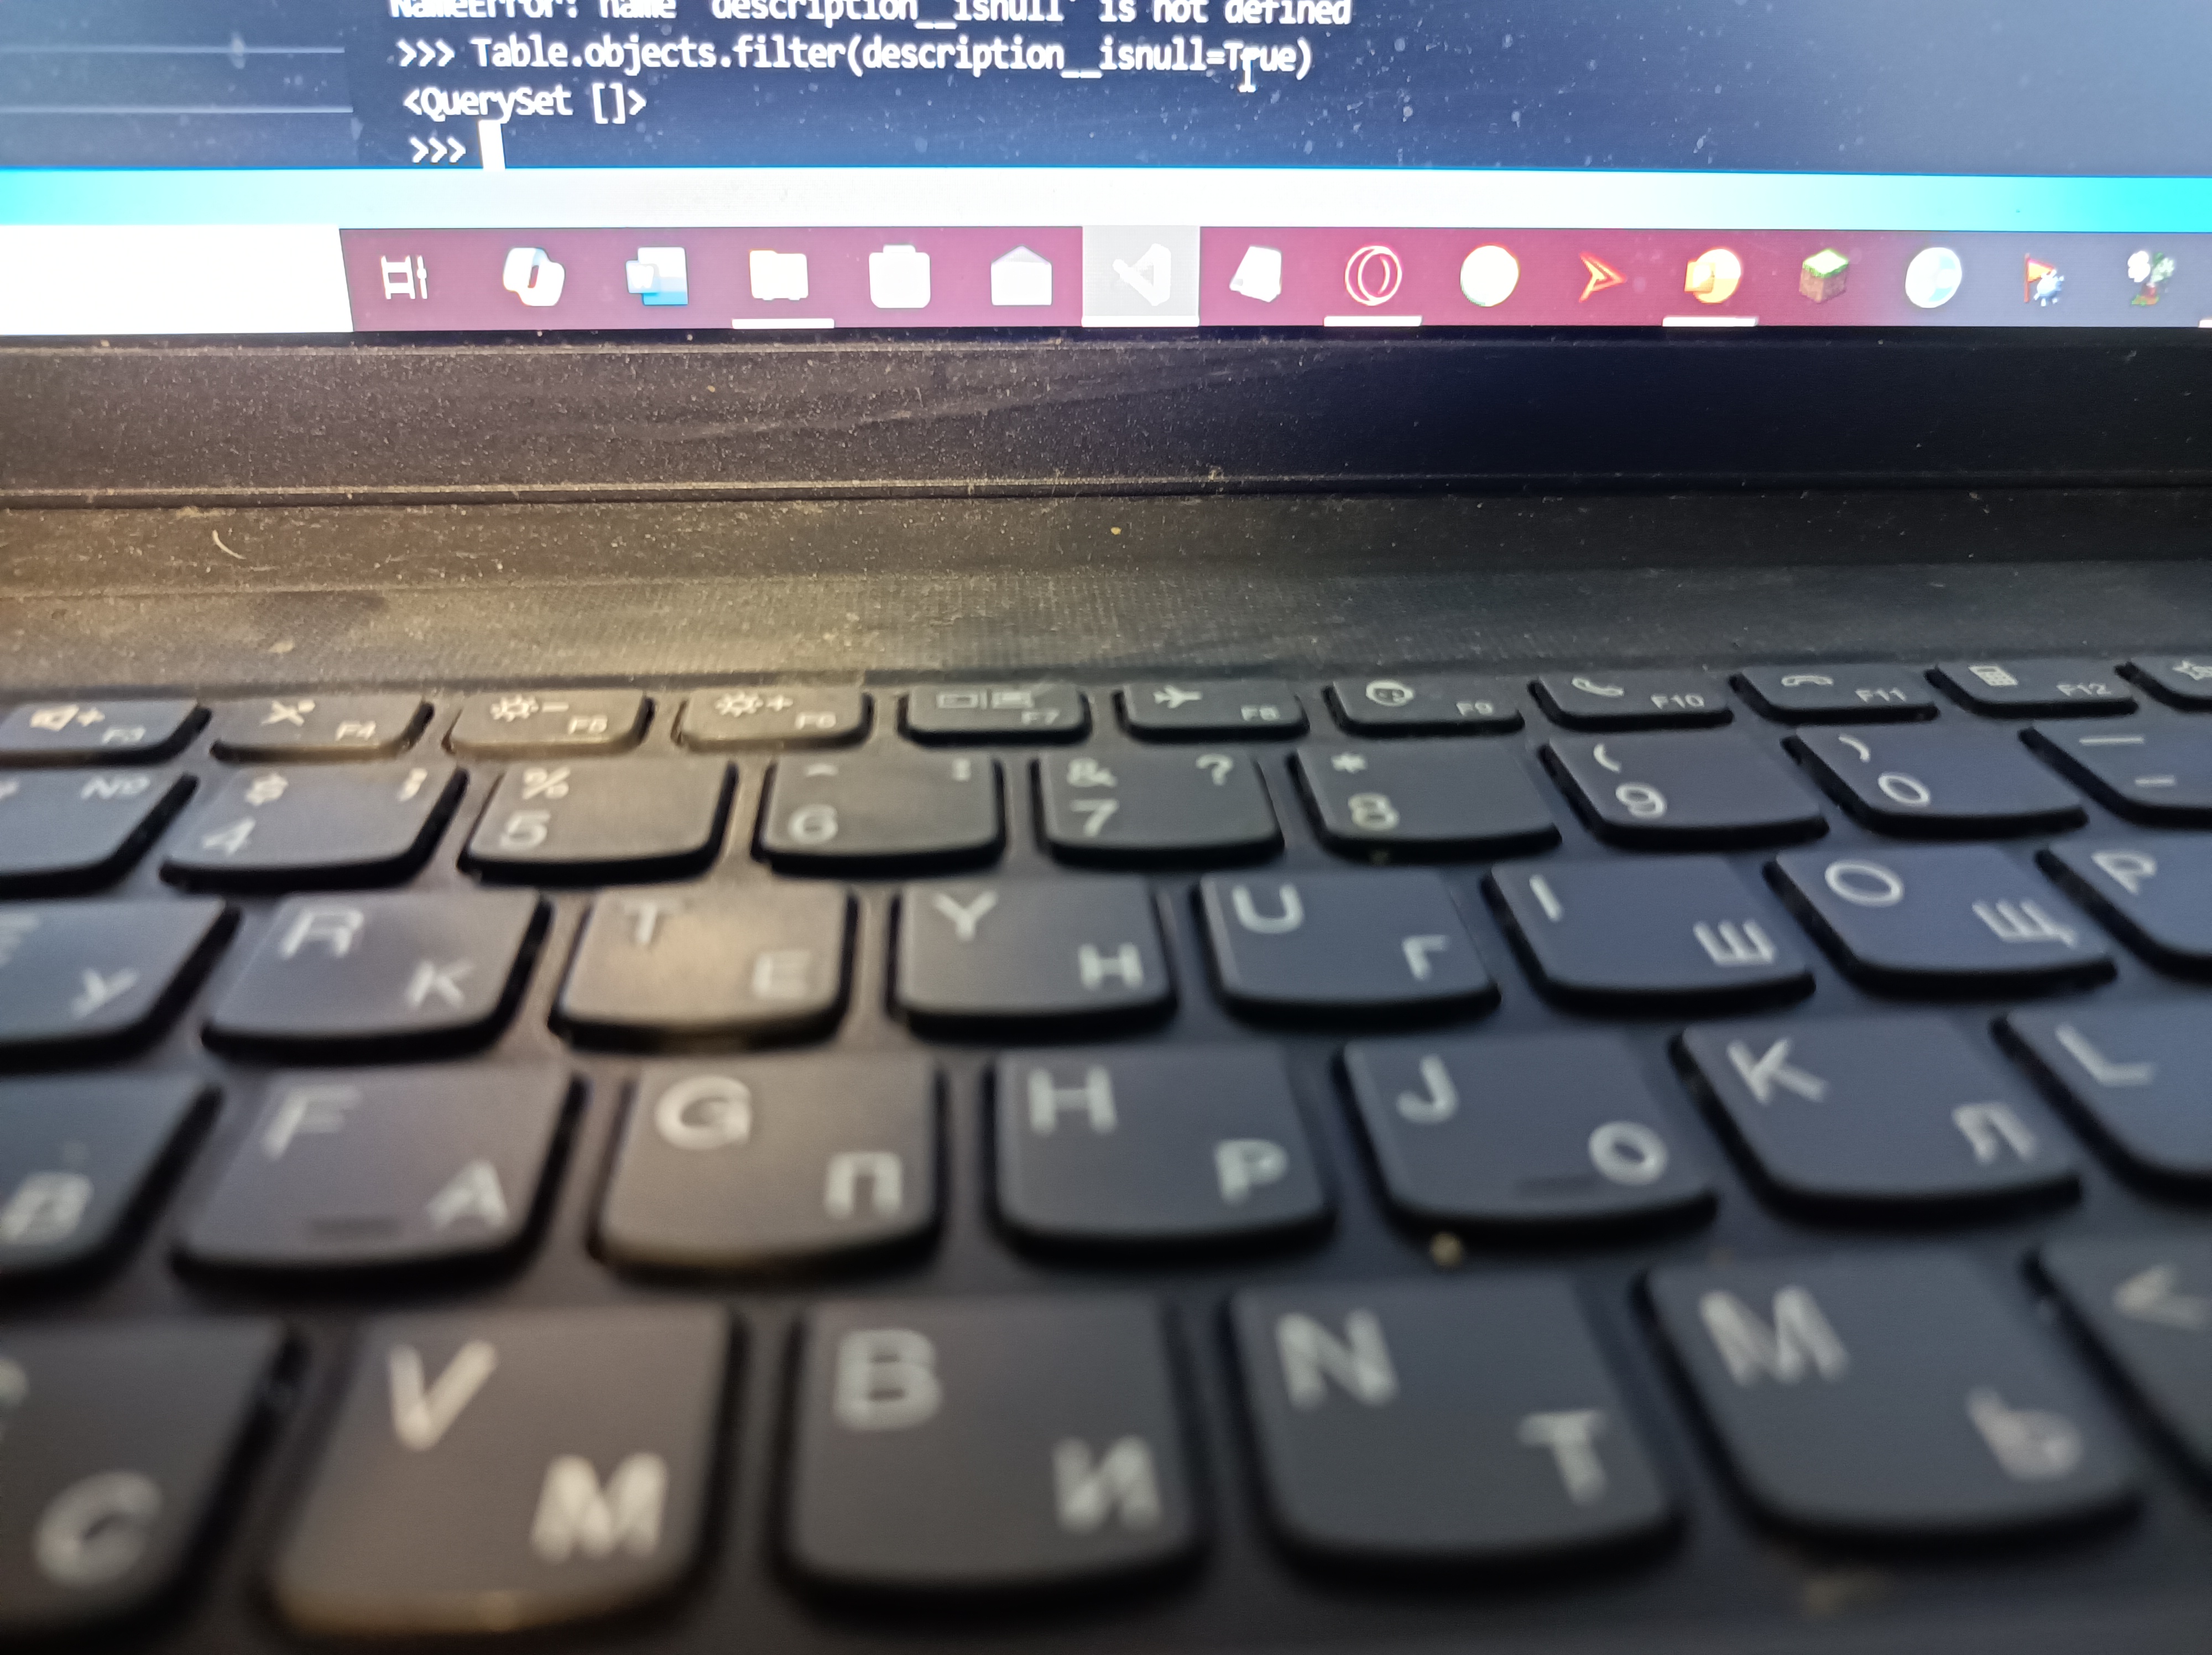 NameError: name 'description__isnull' is not defined
>>> Table.objects.filter(description__isnull=True)
<QuerySet []>
>>>
F3 F4 F5 F6 F7 F8 F9 F10 F11 F12
№ $ ; 4 % 5 ^ : 6 & ? 7 * 8 ( 9 ) 0 — -
У R К T Е Y Н U Г I Ш O Щ P
В F А G П H Р J О K Л L
С V М B И N Т M Ь <